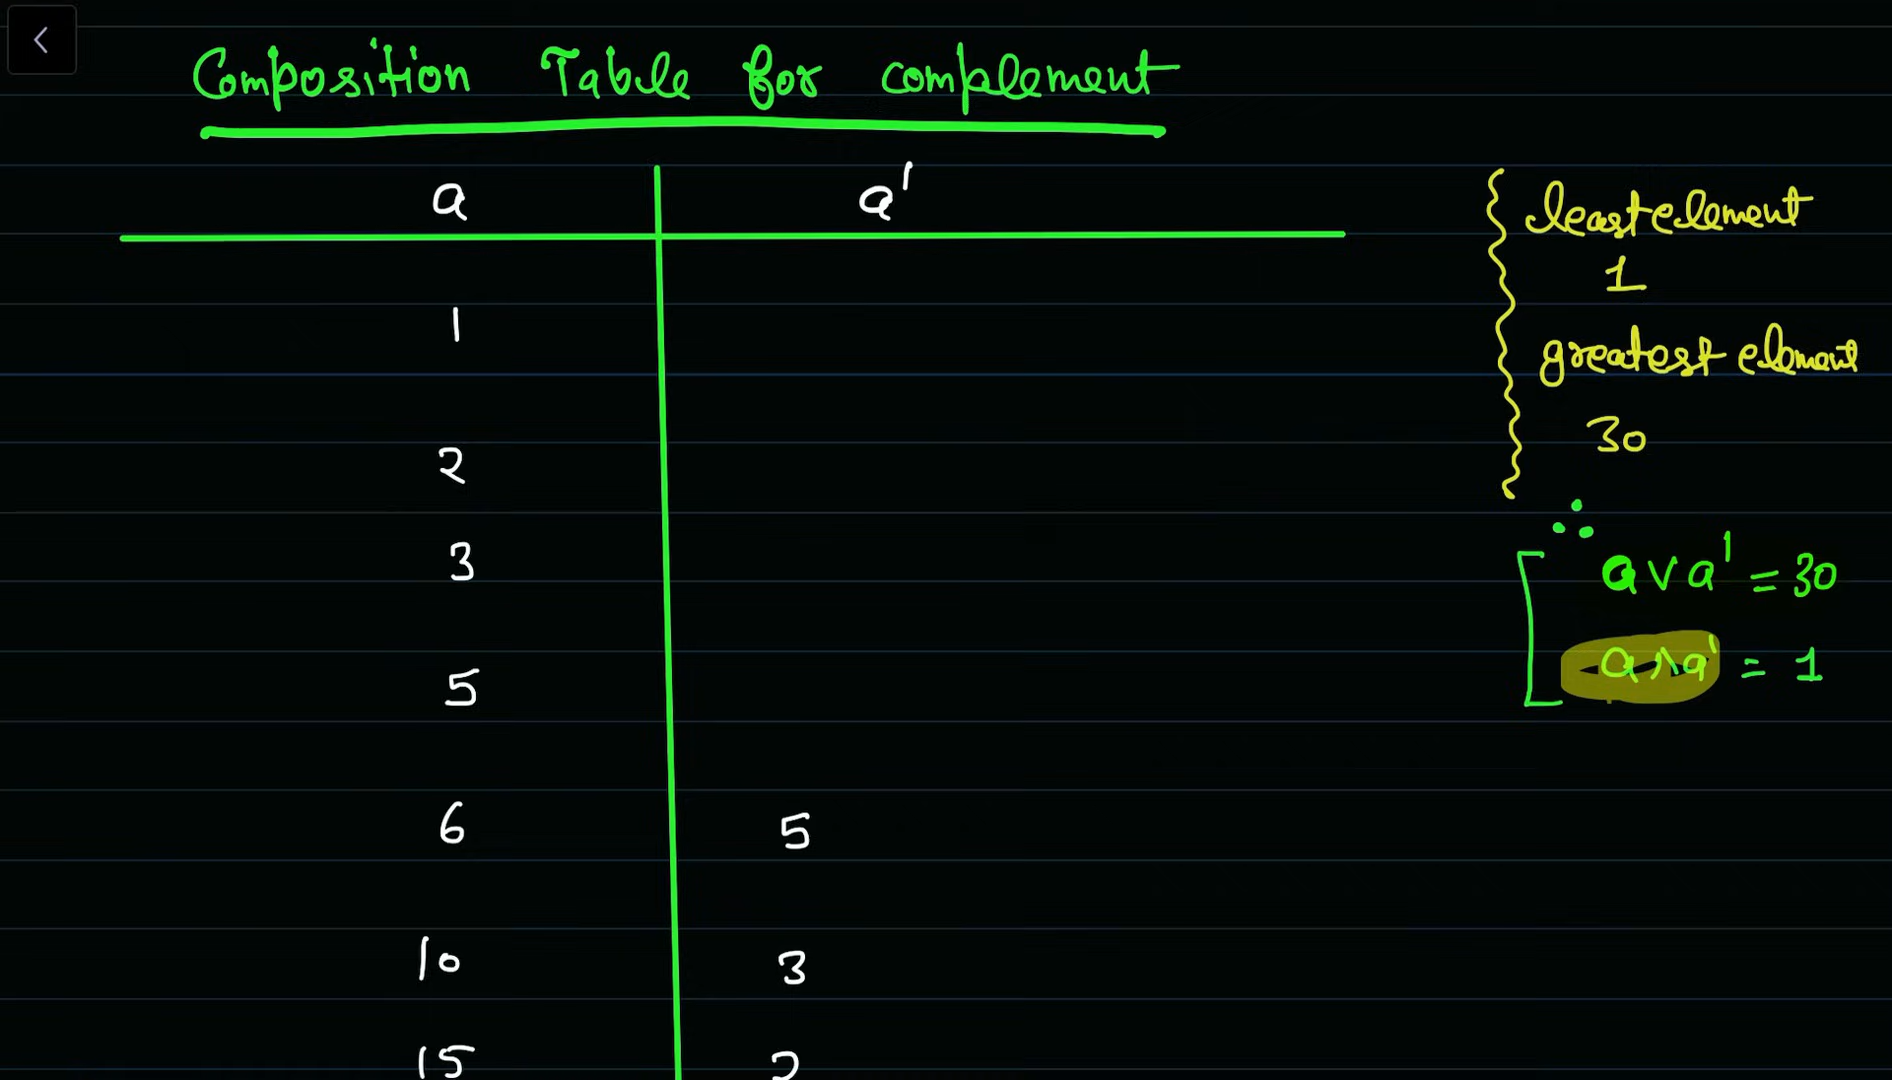 Composition Table for complement
a a'
1
2
3
5
6 5
10 3
15 2
least element
1
greatest element
30
∴ a ∨ a' = 30
a ∧ a' = 1